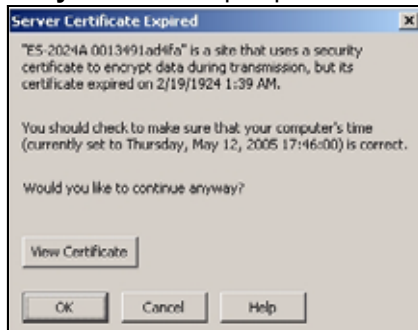 Server Certificate Expired
"ES-2024A 0013491ad4fa" is a site that uses a security
certificate to encrypt data during transmission, but its
certificate expired on 2/19/1924 1:39 AM.
You should check to make sure that your computer's time
(currently set to Thursday, May 12, 2005 17:46:00) is correct.
Would you like to continue anyway?
View Certificate
OK Cancel Help